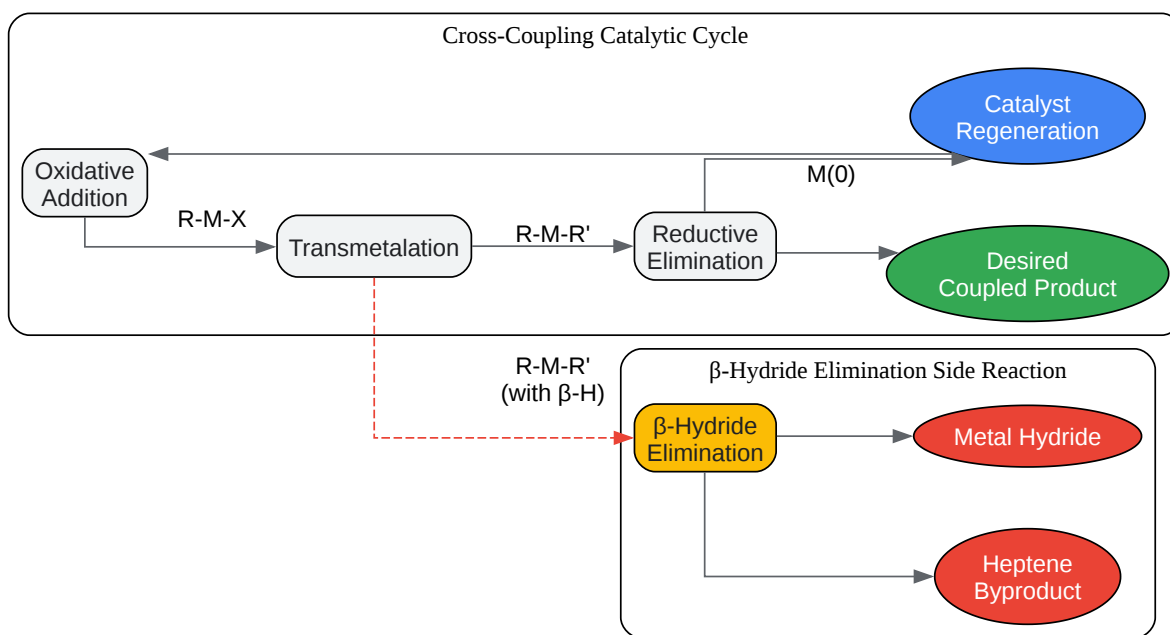 Cross-Coupling Catalytic Cycle
Catalyst
Regeneration
Oxidative
Addition
M(0)
R-M-X
Transmetalation
R-M-R'
Reductive
Elimination
Desired
Coupled Product
R-M-R'
(with β-H)
β-Hydride Elimination Side Reaction
β-Hydride
Elimination
Metal Hydride
Heptene
Byproduct